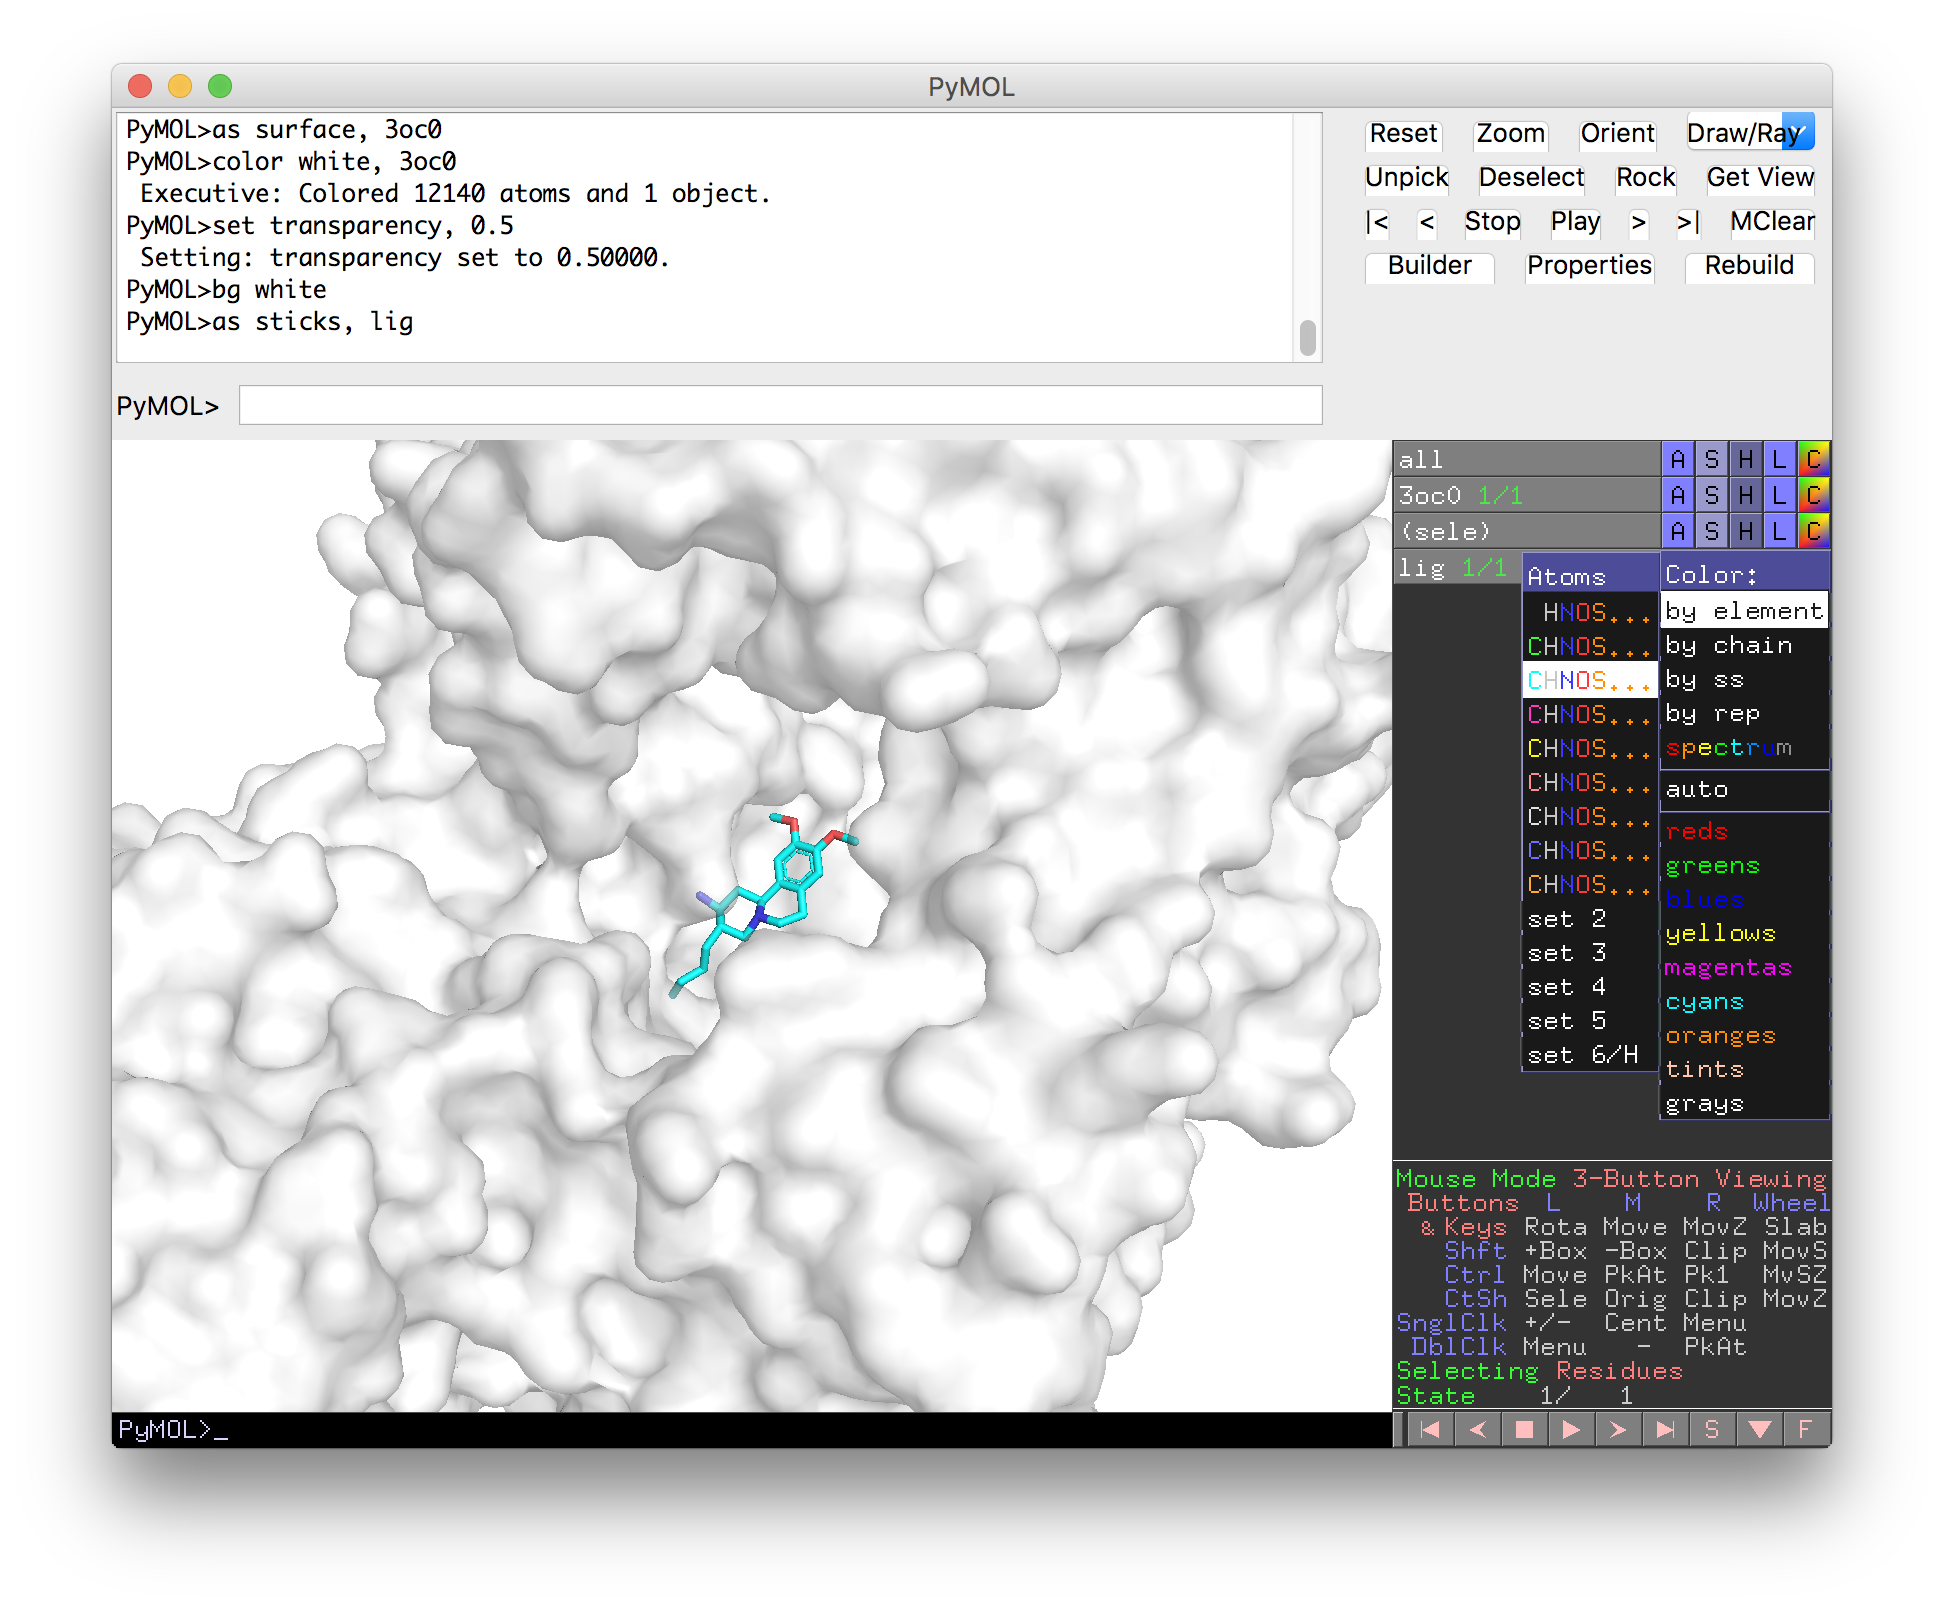 PyMOL
PyMOL>as surface, 3oc0
PyMOL>color white, 3oc0
Executive: Colored 12140 atoms and 1 object.
PyMOL>set transparency, 0.5
Setting: transparency set to 0.50000.
PyMOL>bg white
PyMOL>as sticks, lig
PyMOL>
Reset Zoom Orient Draw/Ray
Unpick Deselect Rock Get View
|< < Stop Play > >| MClear
Builder Properties Rebuild
all A S H L C
3oc0 1/1 A S H L C
(sele) A S H L C
lig 1/1
Atoms
HNOS...
CHNOS...
CHNOS...
CHNOS...
CHNOS...
CHNOS...
CHNOS...
CHNOS...
CHNOS...
set 2
set 3
set 4
set 5
set 6/H
Color:
by element
by chain
by ss
by rep
spectrum
auto
reds
greens
blues
yellows
magentas
cyans
oranges
tints
grays
Mouse Mode 3-Button Viewing
Buttons L M R Wheel
& Keys Rota Move MovZ Slab
Shft +Box -Box Clip MovS
Ctrl Move PkAt Pk1 MvSZ
CtSh Sele Orig Clip MovZ
SnglClk +/- Cent Menu
DblClk Menu - PkAt
Selecting Residues
State 1/ 1
S F
PyMOL>_